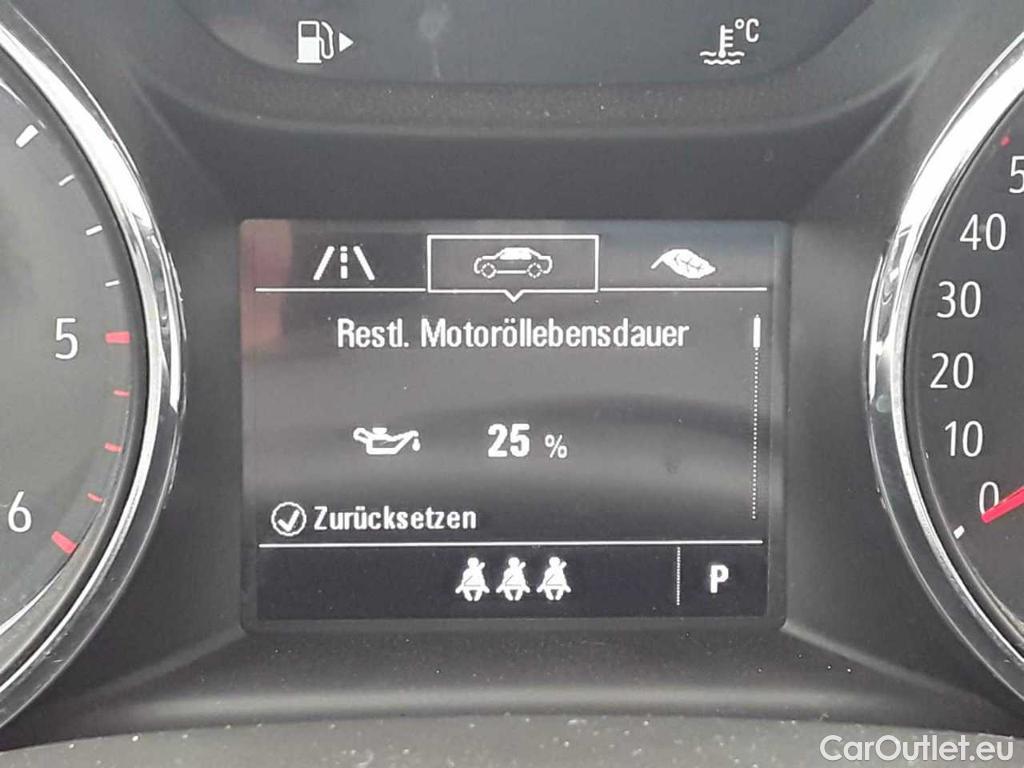 °C
5
6
Restl. Motoröllebensdauer
25 %
Zurücksetzen
P
5
40
30
20
10
0
CarOutlet.eu